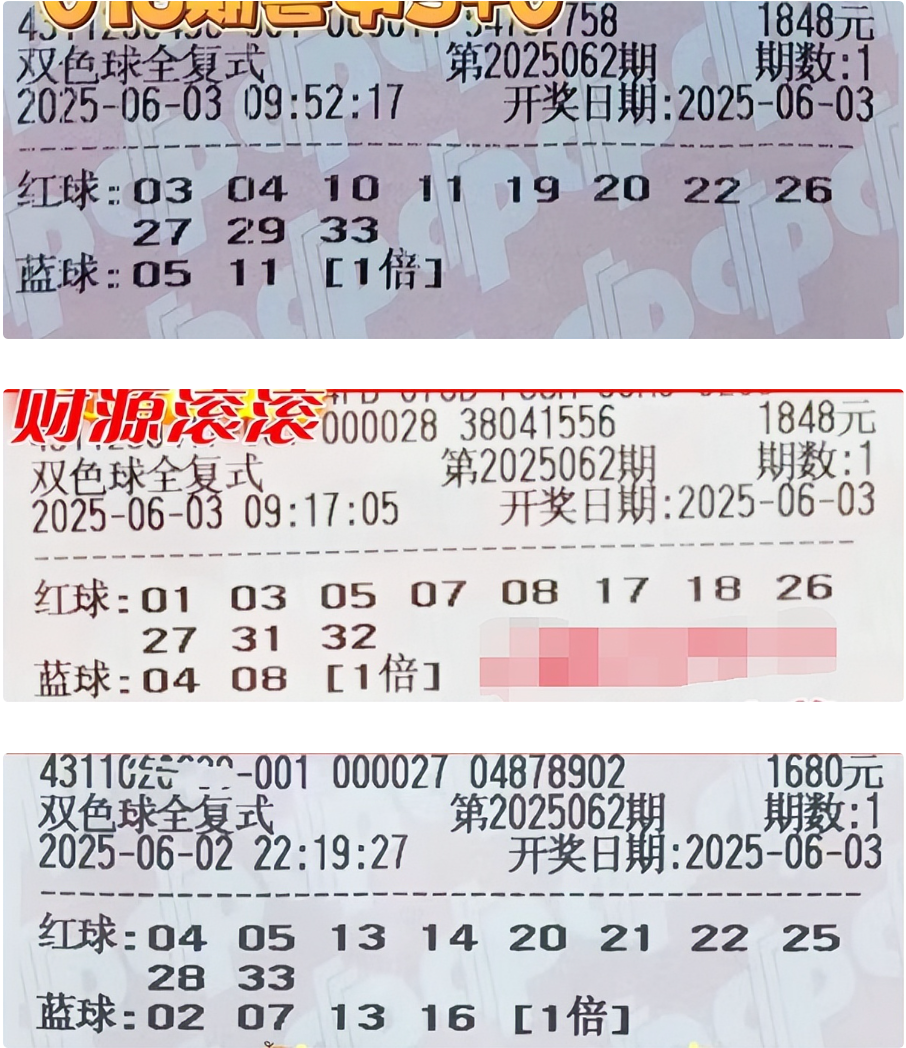 758 1848元
双色球全复式 第2025062期 期数:1
2025-06-03 09:52:17 开奖日期:2025-06-03
红球:03 04 10 11 19 20 22 26
27 29 33
蓝球:05 11 [1倍]
财源滚滚
000028 38041556 1848元
双色球全复式 第2025062期 期数:1
2025-06-03 09:17:05 开奖日期:2025-06-03
红球:01 03 05 07 08 17 18 26
27 31 32
蓝球:04 08 [1倍]
-001 000027 04878902 1680元
双色球全复式 第2025062期 期数:1
2025-06-02 22:19:27 开奖日期:2025-06-03
红球:04 05 13 14 20 21 22 25
28 33
蓝球:02 07 13 16 [1倍]